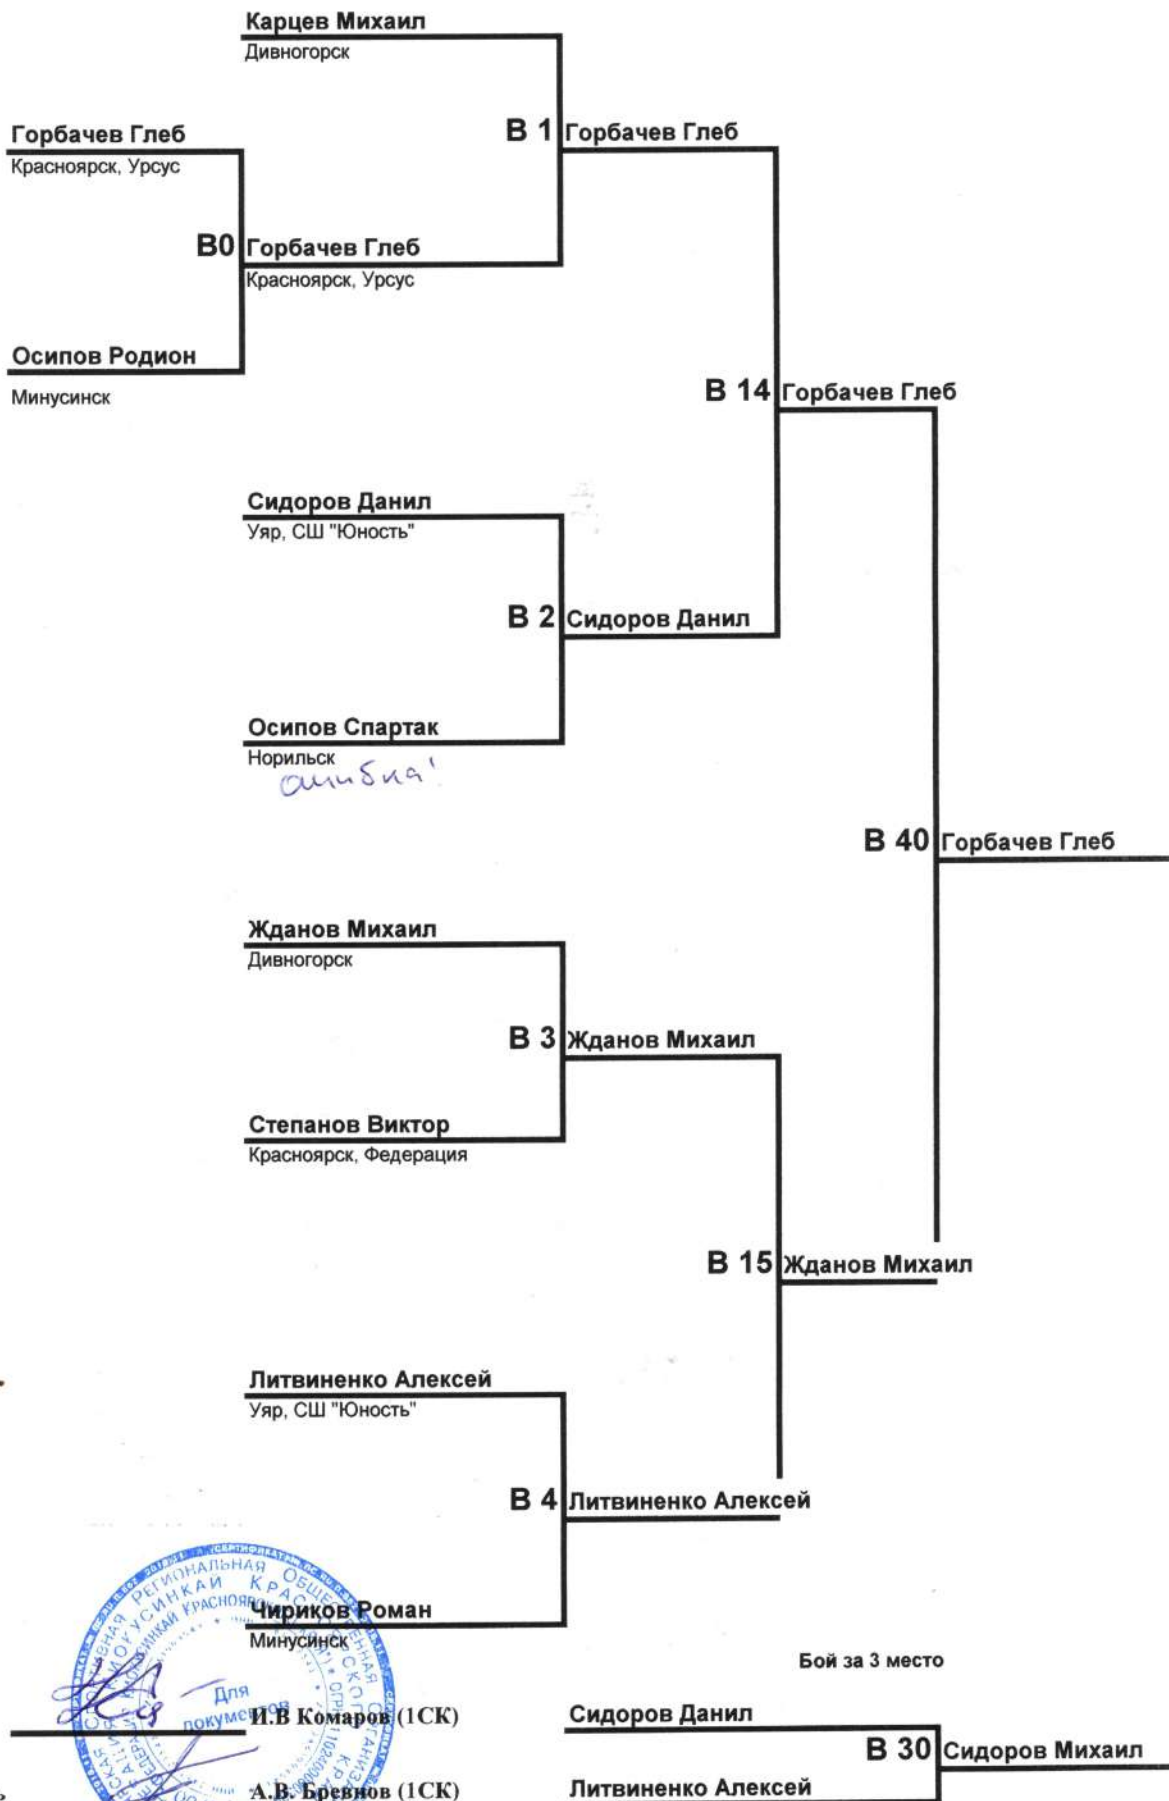 Карцев Михаил
Дивногорск
Горбачев Глеб
Красноярск, Урсус
В 1
Горбачев Глеб
В0
Горбачев Глеб
Красноярск, Урсус
Осипов Родион
Минусинск
В 14
Горбачев Глеб
Сидоров Данил
Уяр, СШ "Юность"
В 2
Сидоров Данил
Осипов Спартак
Норильск
ошибка!
В 40
Горбачев Глеб
Жданов Михаил
Дивногорск
В 3
Жданов Михаил
Степанов Виктор
Красноярск, Федерация
В 15
Жданов Михаил
Литвиненко Алексей
Уяр, СШ "Юность"
В 4
Литвиненко Алексей
Чириков Роман
Минусинск
Бой за 3 место
Для
документов
И.В Комаров (1СК)
Сидоров Данил
В 30
Сидоров Михаил
А.В. Бревнов (1СК)
Литвиненко Алексей